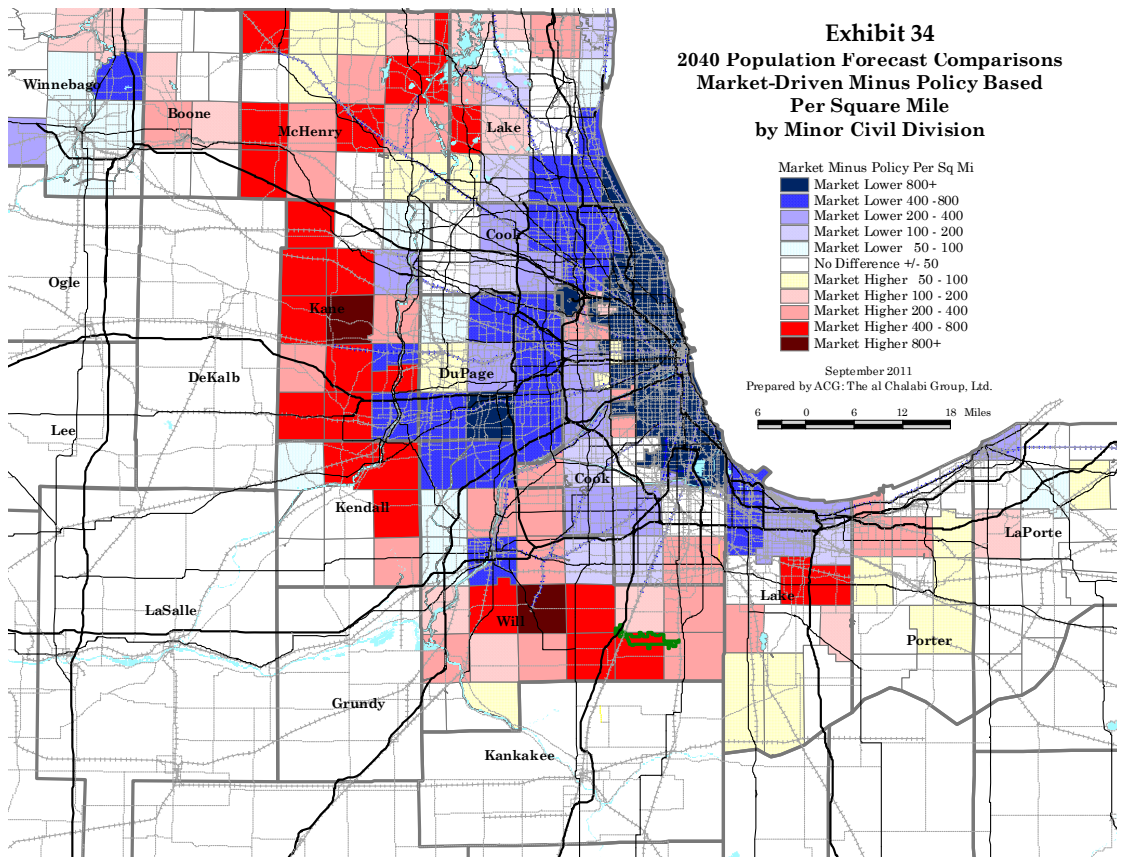 Exhibit 34
2040 Population Forecast Comparisons
Market-Driven Minus Policy Based
Per Square Mile
by Minor Civil Division
Market Minus Policy Per Sq Mi
Market Lower 800+
Market Lower 400 -800
Market Lower 200 - 400
Market Lower 100 - 200
Market Lower 50 - 100
No Difference +/- 50
Market Higher 50 - 100
Market Higher 100 - 200
Market Higher 200 - 400
Market Higher 400 - 800
Market Higher 800+
September 2011
Prepared by ACG: The al Chalabi Group, Ltd.
6 0 6 12 18 Miles
Winnebago
Boone
McHenry
Lake
Cook
Ogle
Kane
DeKalb
DuPage
Lee
Cook
Kendall
LaPorte
LaSalle
Will
Lake
Porter
Grundy
Kankakee